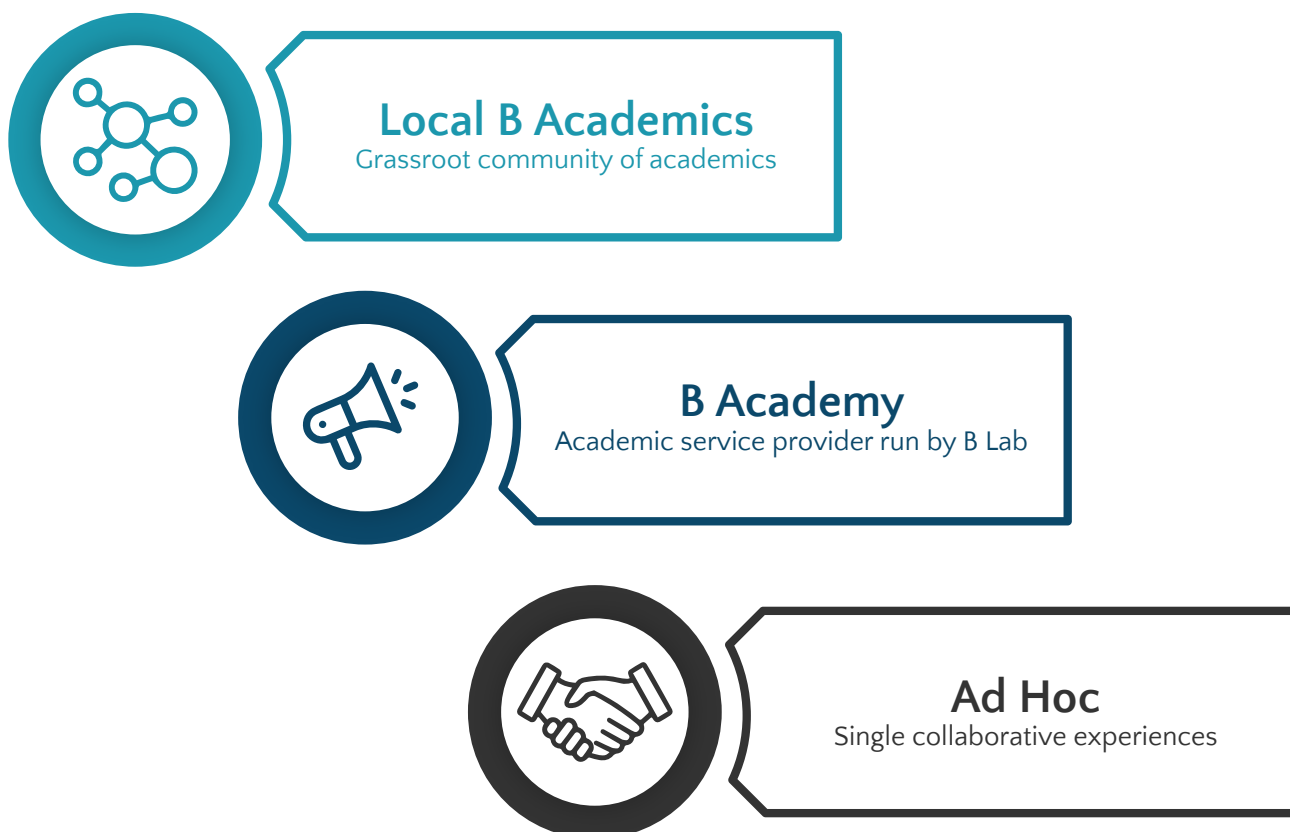 Local B Academics
Grassroot community of academics
B Academy
Academic service provider run by B Lab
Ad Hoc
Single collaborative experiences